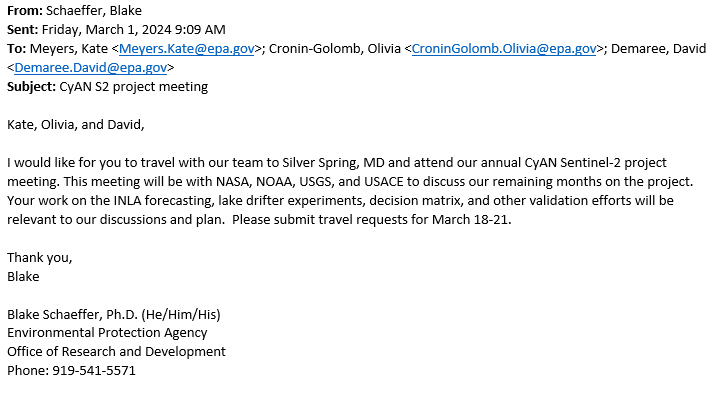 From: Schaeffer, Blake
Sent: Friday, March 1, 2024 9:09 AM
To: Meyers, Kate <Meyers.Kate@epa.gov>; Cronin-Golomb, Olivia <CroninGolomb.Olivia@epa.gov>; Demaree, David
<Demaree.David@epa.gov>
Subject: CyAN S2 project meeting
Kate, Olivia, and David,
I would like for you to travel with our team to Silver Spring, MD and attend our annual CyAN Sentinel-2 project
meeting. This meeting will be with NASA, NOAA, USGS, and USACE to discuss our remaining months on the project.
Your work on the INLA forecasting, lake drifter experiments, decision matrix, and other validation efforts will be
relevant to our discussions and plan.  Please submit travel requests for March 18-21.
Thank you,
Blake
Blake Schaeffer, Ph.D. (He/Him/His)
Environmental Protection Agency
Office of Research and Development
Phone: 919-541-5571